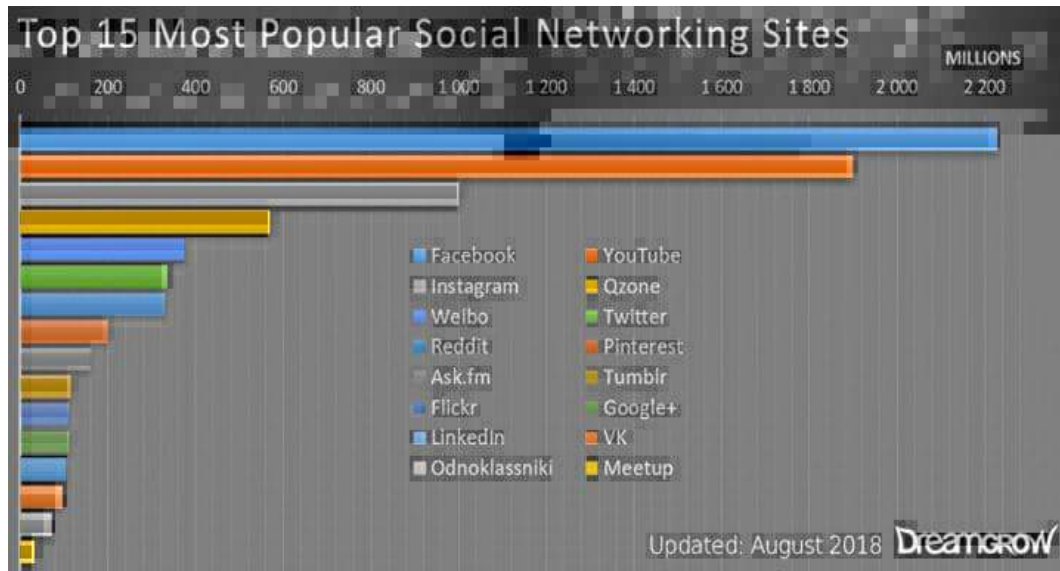 Top 15 Most Popular Social Networking Sites
MILLIONS
0 200 400 600 800 1 000 1 200 1 400 1 600 1 800 2 000 2 200
Facebook YouTube
Instagram Qzone
Weibo Twitter
Reddit Pinterest
Ask.fm Tumblr
Flickr Google+
LinkedIn VK
Odnoklassniki Meetup
Updated: August 2018 DreamGROW